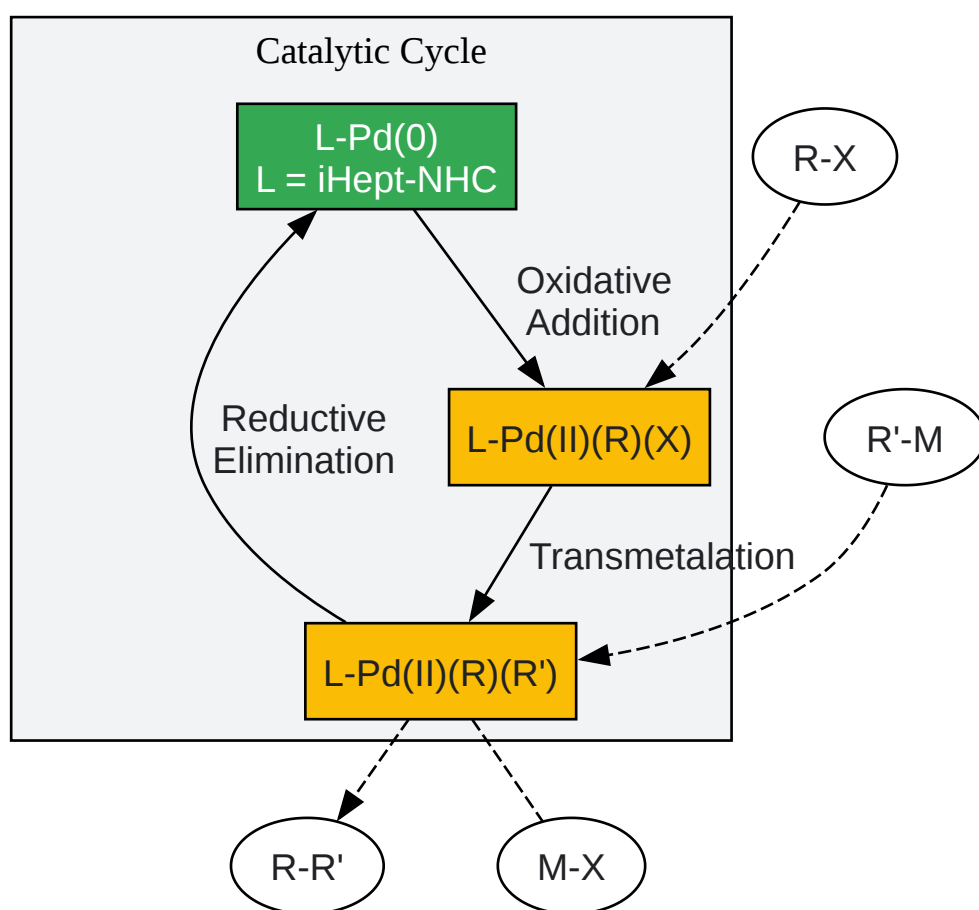 Catalytic Cycle
L-Pd(0)
L = iHept-NHC
R-X
Oxidative
Addition
Reductive
Elimination
L-Pd(II)(R)(X)
R'-M
Transmetalation
L-Pd(II)(R)(R')
R-R'
M-X